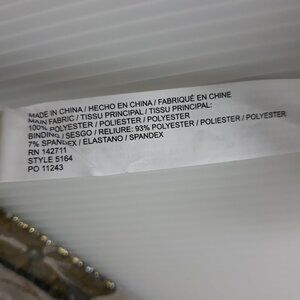 MADE IN CHINA / HECHO EN CHINA / FABRIQUÉ EN CHINE
MAIN FABRIC / TISSU PRINCIPAL / TISSU PRINCIPAL:
100% POLYESTER / POLIESTER / POLYESTER
BINDING / SESGO / RELIURE: 93% POLYESTER / POLIESTER / POLYESTER
7% SPANDEX / ELASTANO / SPANDEX
RN 142711
STYLE 5164
PO 11243